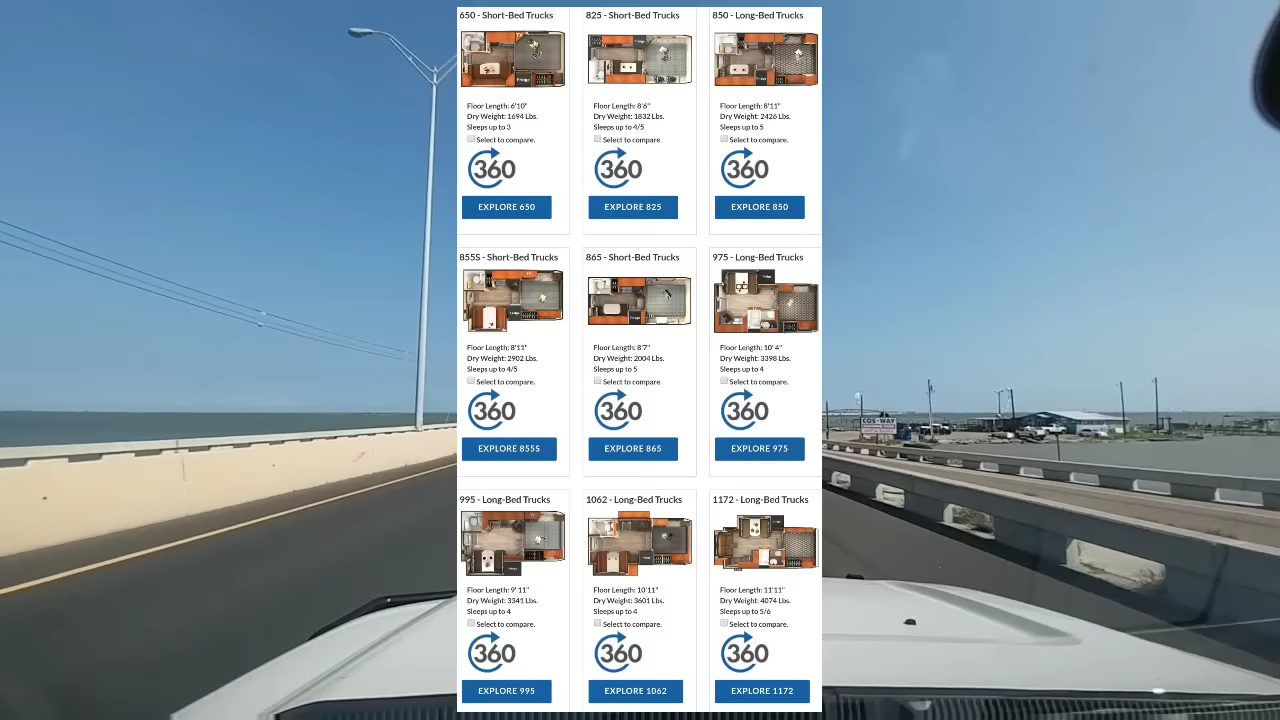 650 - Short-Bed Trucks
Fridge
Floor Length: 6'10"
Dry Weight: 1694 Lbs.
Sleeps up to 3
Select to compare.
360
EXPLORE 650
825 - Short-Bed Trucks
Fridge
Floor Length: 8'6"
Dry Weight: 1832 Lbs.
Sleeps up to 4/5
Select to compare.
360
EXPLORE 825
850 - Long-Bed Trucks
Fridge
Floor Length: 8'11"
Dry Weight: 2426 Lbs.
Sleeps up to 5
Select to compare.
360
EXPLORE 850
855S - Short-Bed Trucks
Fridge
Floor Length: 8'11"
Dry Weight: 2902 Lbs.
Sleeps up to 4/5
Select to compare.
360
EXPLORE 855S
865 - Short-Bed Trucks
Fridge
Floor Length: 8'7"
Dry Weight: 2004 Lbs.
Sleeps up to 5
Select to compare.
360
EXPLORE 865
975 - Long-Bed Trucks
Floor Length: 10' 4"
Dry Weight: 3398 Lbs.
Sleeps up to 4
Select to compare.
360
EXPLORE 975
995 - Long-Bed Trucks
Floor Length: 9' 11"
Dry Weight: 3341 Lbs.
Sleeps up to 4
Select to compare.
360
EXPLORE 995
1062 - Long-Bed Trucks
Floor Length: 10'11"
Dry Weight: 3601 Lbs.
Sleeps up to 4
Select to compare.
360
EXPLORE 1062
1172 - Long-Bed Trucks
Floor Length: 11'11"
Dry Weight: 4074 Lbs.
Sleeps up to 5/6
Select to compare.
360
EXPLORE 1172
COS-WAY